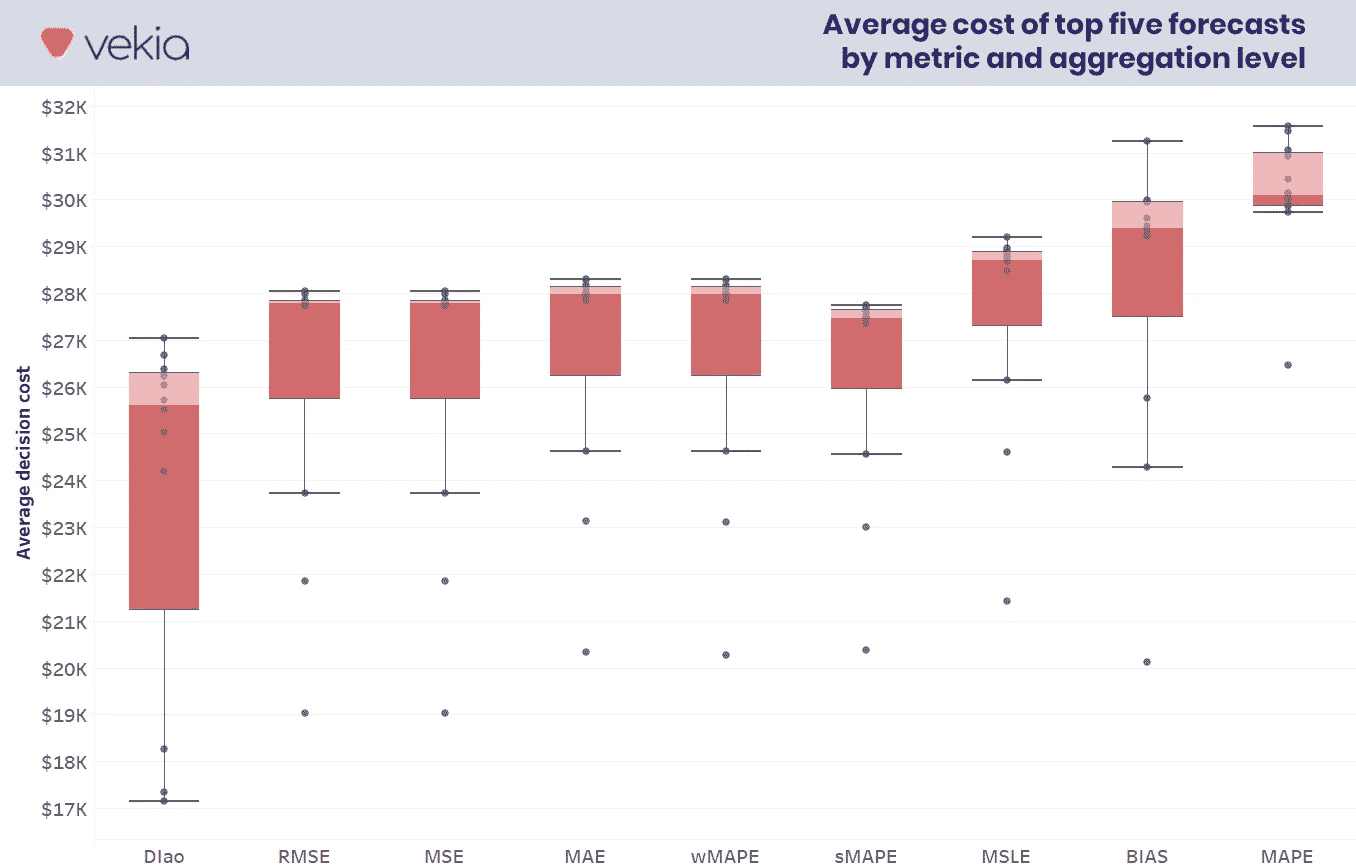 vekia
Average cost of top five forecasts
by metric and aggregation level
$32K
$31K
$30K
$29K
$28K
$27K
$26K
$25K
$24K
$23K
$22K
$21K
$20K
$19K
$18K
$17K
Average decision cost
DIao RMSE MSE MAE wMAPE sMAPE MSLE BIAS MAPE